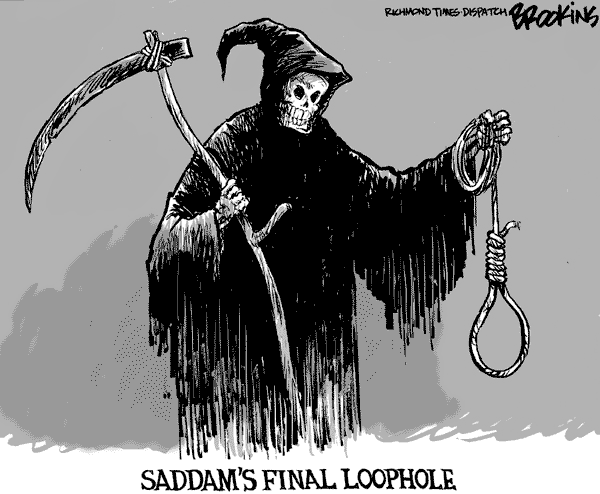 RICHMOND TIMES-DISPATCH BROOKINS
SADDAM'S FINAL LOOPHOLE